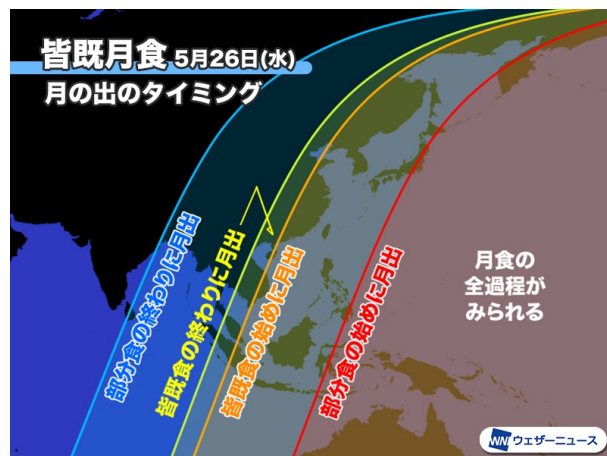 皆既月食 5月26日(水)
月の出のタイミング
部分食の終わりに月出
皆既食の終わりに月出
皆既食の始めに月出
部分食の始めに月出
月食の
全過程が
みられる
WN ウェザーニュース